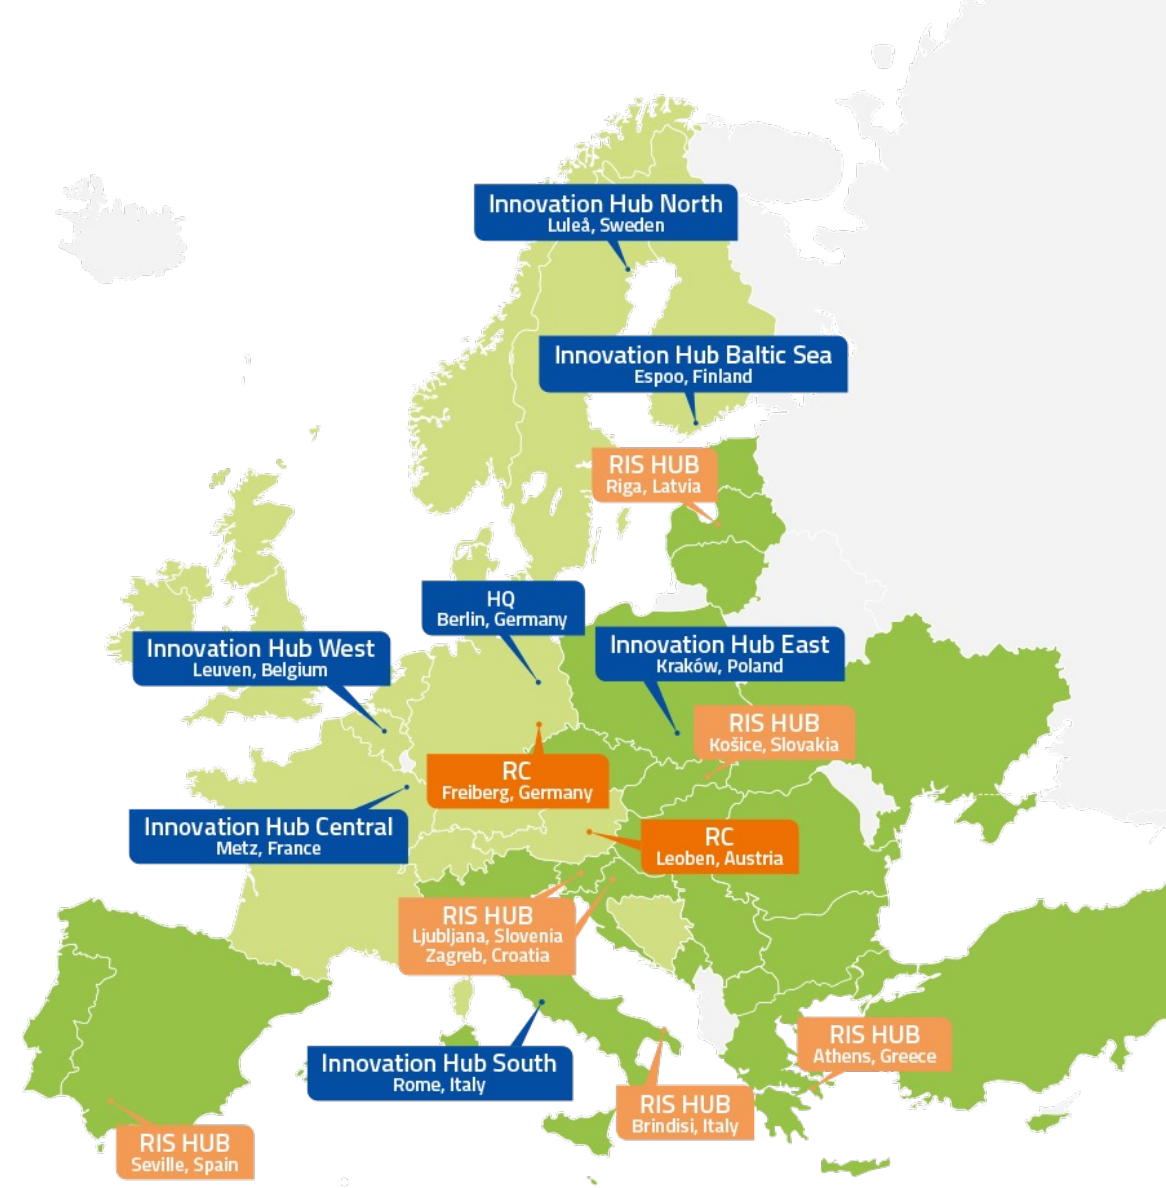 Innovation Hub North
Luleå, Sweden
Innovation Hub Baltic Sea
Espoo, Finland
RIS HUB
Riga, Latvia
HQ
Berlin, Germany
Innovation Hub West
Leuven, Belgium
Innovation Hub East
Kraków, Poland
RIS HUB
Košice, Slovakia
RC
Freiberg, Germany
Innovation Hub Central
Metz, France
RC
Leoben, Austria
RIS HUB
Ljubljana, Slovenia
Zagreb, Croatia
RIS HUB
Athens, Greece
Innovation Hub South
Rome, Italy
RIS HUB
Brindisi, Italy
RIS HUB
Seville, Spain